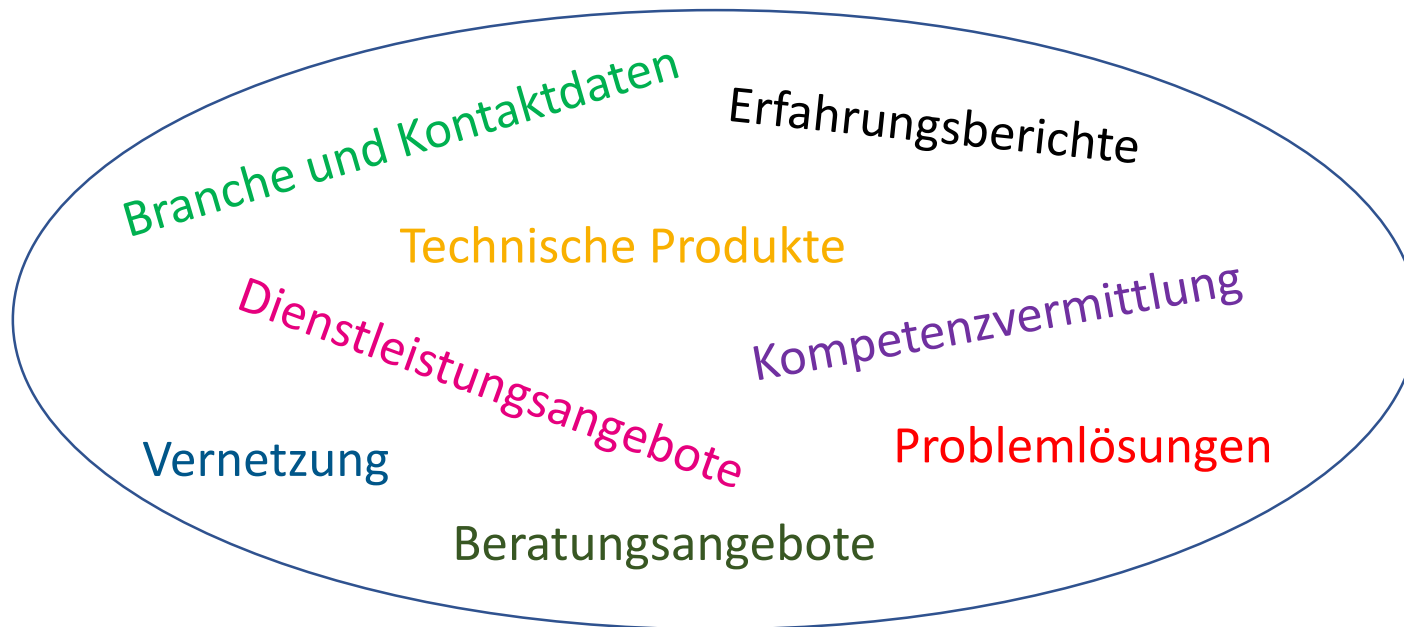 Branche und Kontaktdaten
Erfahrungsberichte
Technische Produkte
Dienstleistungsangebote
Kompetenzvermittlung
Vernetzung
Problemlösungen
Beratungsangebote